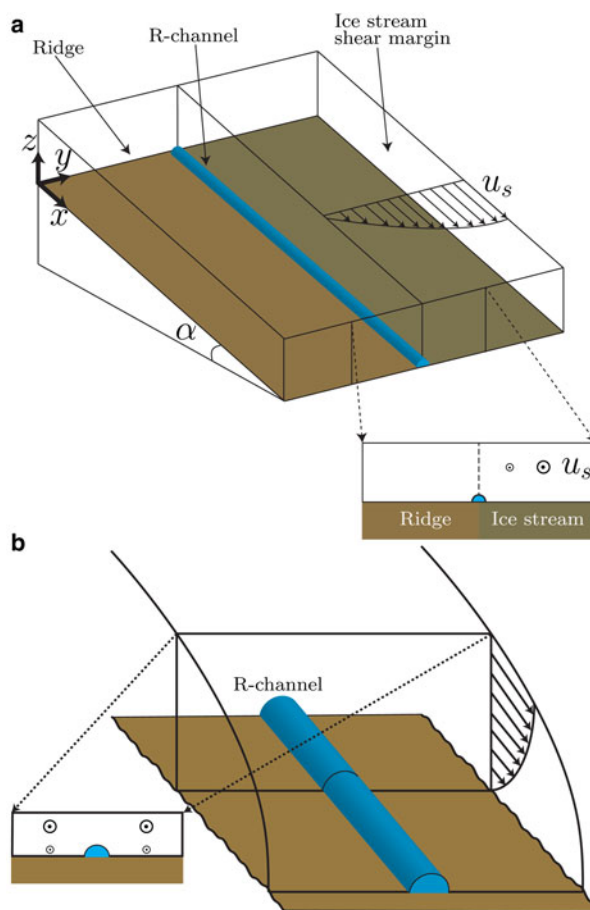 a
Ridge
R-channel
Ice stream
shear margin
z
y
x
u_s
α
u_s
Ridge
Ice stream
b
R-channel